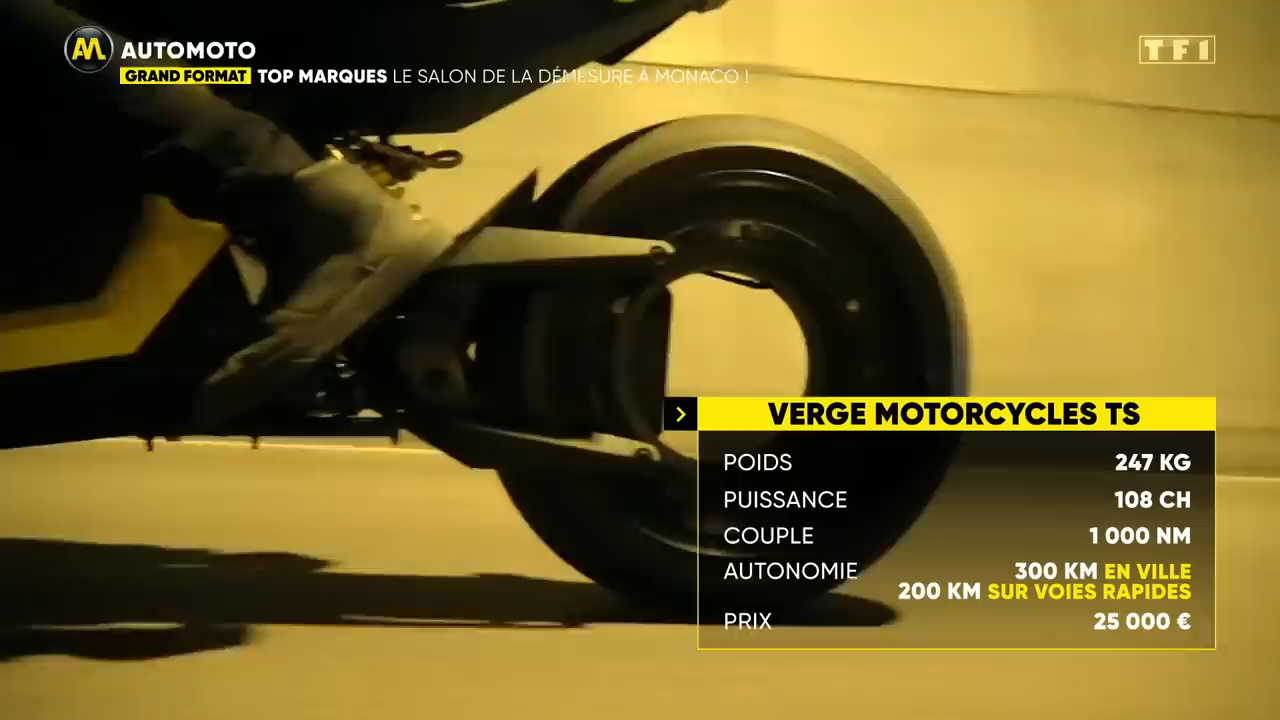 AM AUTOMOTO
TF1
GRAND FORMAT TOP MARQUES LE SALON DE LA DÉMESURE À MONACO !
VERGE MOTORCYCLES TS
POIDS 247 KG
PUISSANCE 108 CH
COUPLE 1 000 NM
AUTONOMIE 300 KM EN VILLE
200 KM SUR VOIES RAPIDES
PRIX 25 000 €